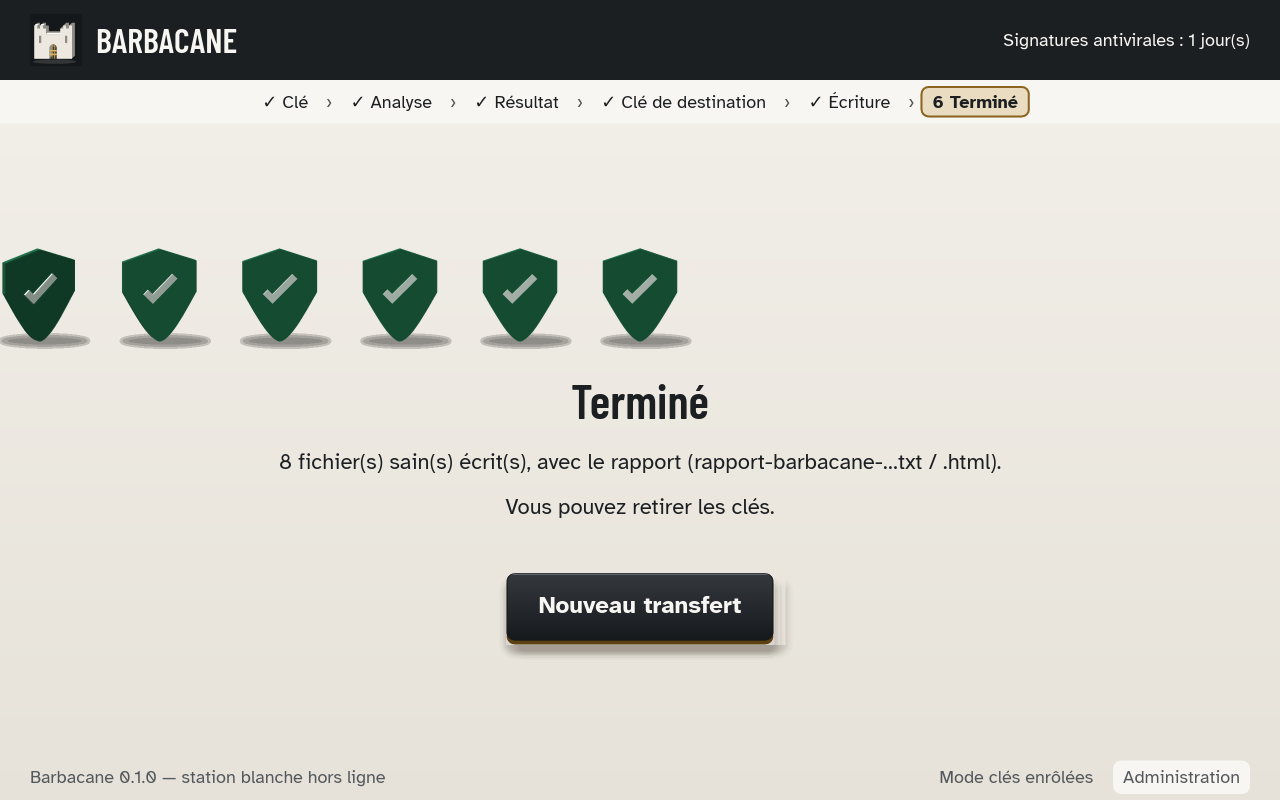 BARBACANE
Signatures antivirales : 1 jour(s)
✓ Clé › ✓ Analyse › ✓ Résultat › ✓ Clé de destination › ✓ Écriture › 6 Terminé
Terminé
8 fichier(s) sain(s) écrit(s), avec le rapport (rapport-barbacane-...txt / .html).
Vous pouvez retirer les clés.
Nouveau transfert
Barbacane 0.1.0 — station blanche hors ligne
Mode clés enrôlées
Administration